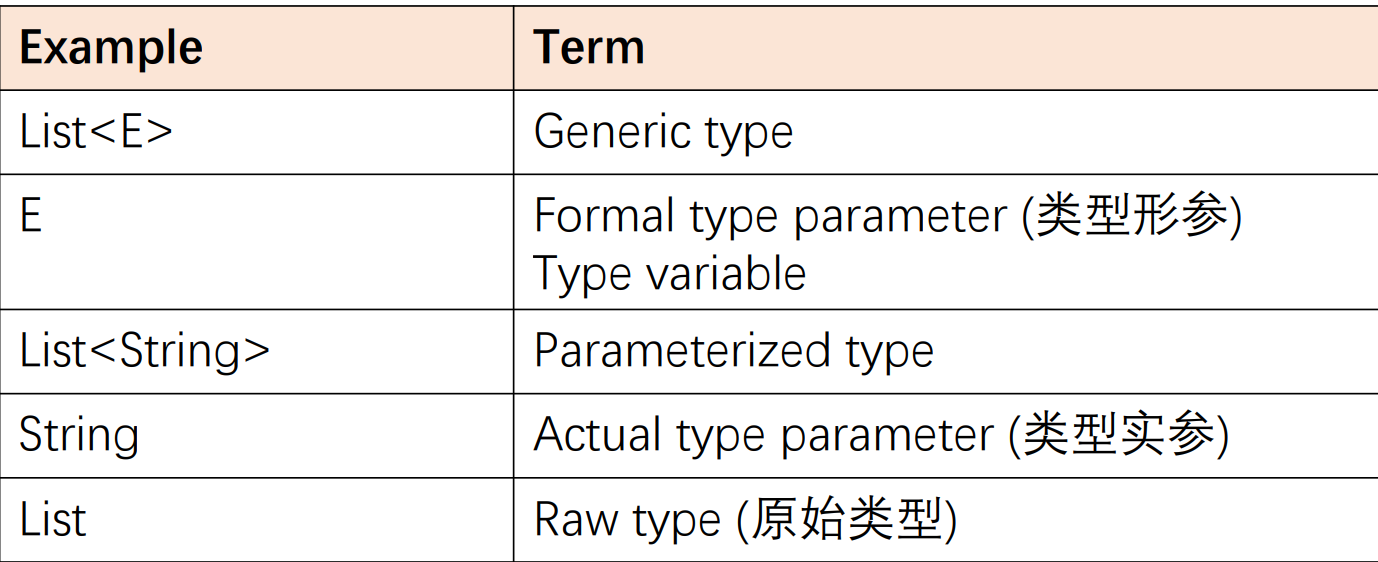 Example Term
List<E> Generic type
E Formal type parameter (类型形参)
Type variable
List<String> Parameterized type
String Actual type parameter (类型实参)
List Raw type (原始类型)